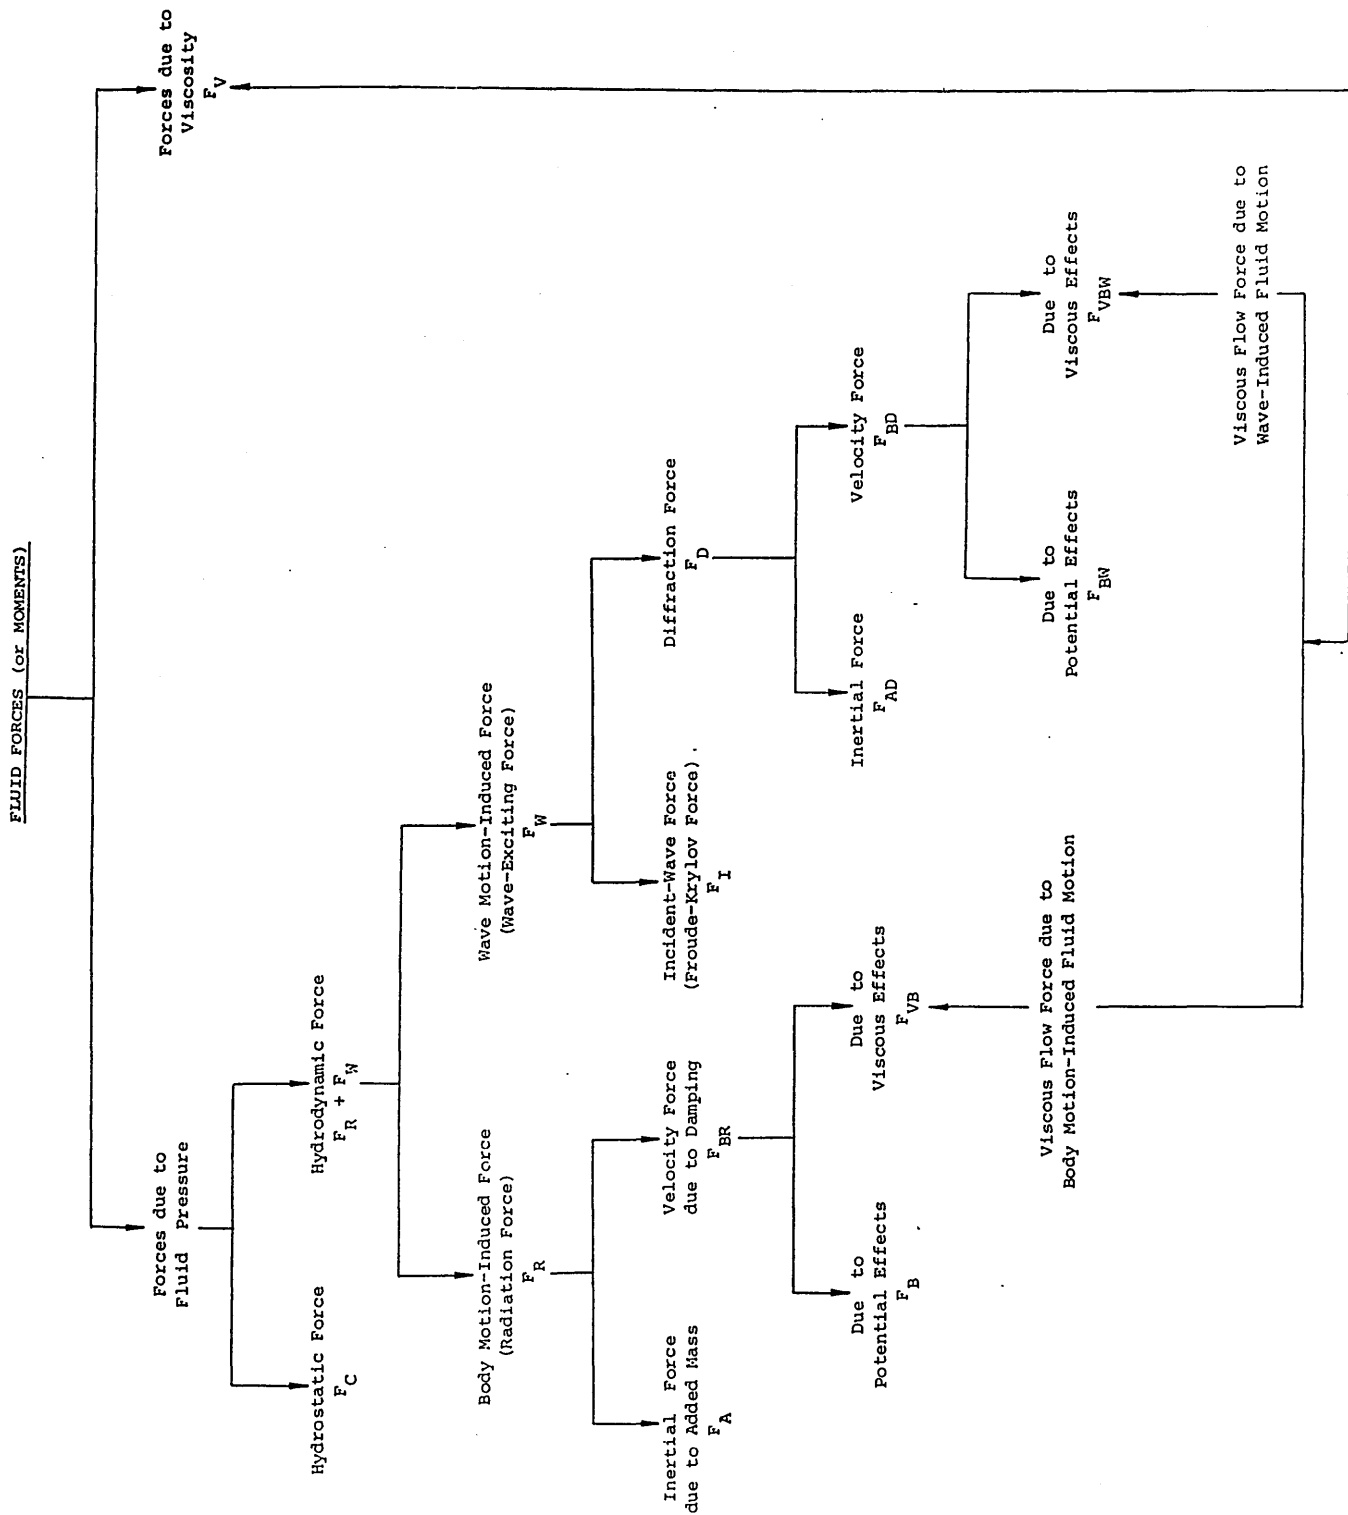 FLUID FORCES (or MOMENTS)
Forces due to
Fluid Pressure
Forces due to
Viscosity
F_V
Hydrostatic Force
F_C
Hydrodynamic Force
F_R + F_W
Body Motion-Induced Force
(Radiation Force)
F_R
Wave Motion-Induced Force
(Wave-Exciting Force)
F_W
Inertial Force
due to Added Mass
F_A
Velocity Force
due to Damping
F_BR
Incident-Wave Force
(Froude-Krylov Force)
F_I
Diffraction Force
F_D
Due to
Potential Effects
F_B
Due to
Viscous Effects
F_VB
Inertial Force
F_AD
Velocity Force
F_BD
Due to
Potential Effects
F_BW
Due to
Viscous Effects
F_VBW
Viscous Flow Force due to
Body Motion-Induced Fluid Motion
Viscous Flow Force due to
Wave-Induced Fluid Motion